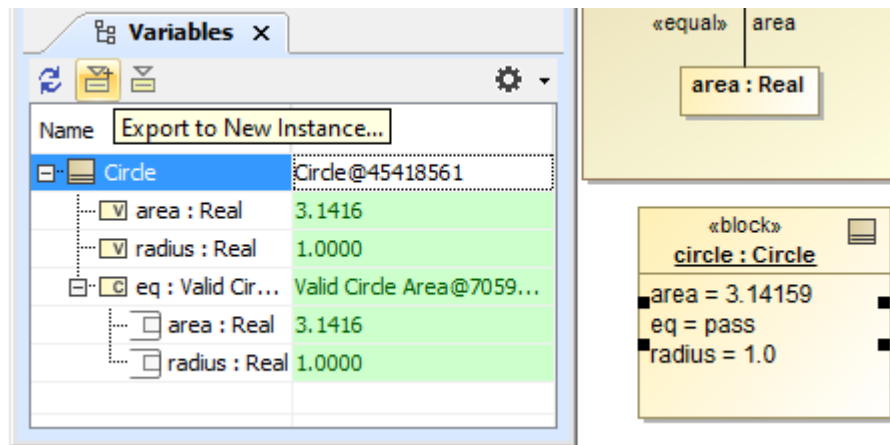 Variables X
Name
Export to New Instance...
Circle Circle@45418561
V area : Real 3.1416
V radius : Real 1.0000
C eq : Valid Cir... Valid Circle Area@7059...
area : Real 3.1416
radius : Real 1.0000
«equal» area
area : Real
«block»
circle : Circle
area = 3.14159
eq = pass
radius = 1.0